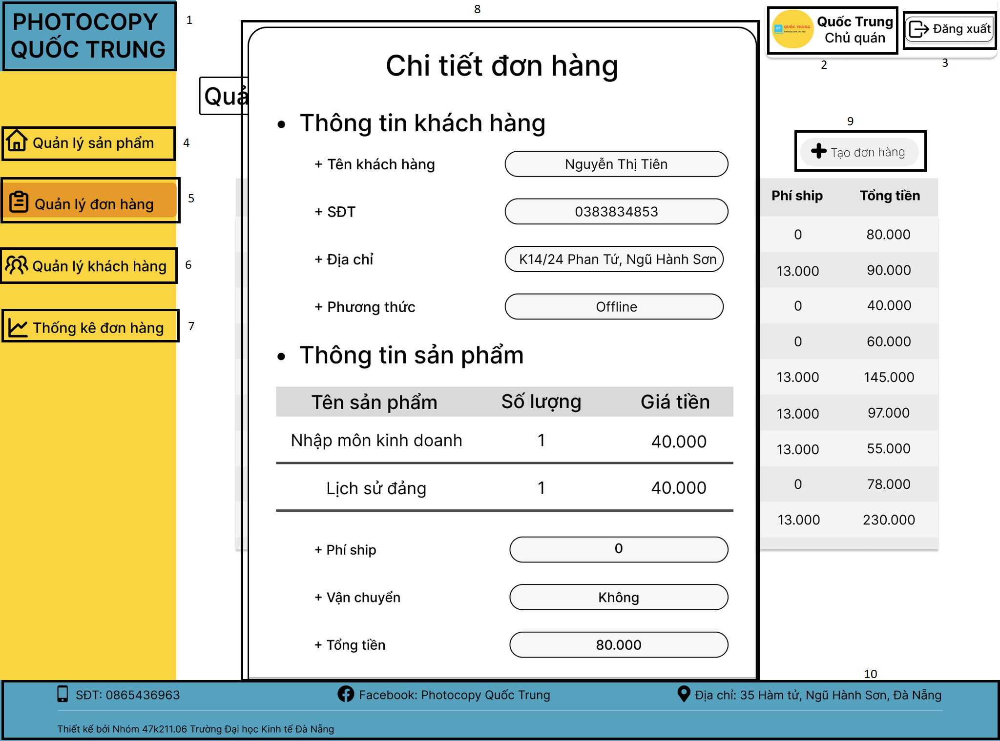 PHOTOCOPY
QUỐC TRUNG
1
8
QT
QUỐC TRUNG
Quốc Trung
Chủ quán
Đăng xuất
2
3
Quả
Chi tiết đơn hàng
Quản lý sản phẩm
4
Quản lý đơn hàng
5
Quản lý khách hàng
6
Thống kê đơn hàng
7
• Thông tin khách hàng
+ Tên khách hàng Nguyễn Thị Tiên
+ SĐT 0383834853
+ Địa chỉ K14/24 Phan Tứ, Ngũ Hành Sơn
+ Phương thức Offline
• Thông tin sản phẩm
Tên sản phẩm Số lượng Giá tiền
Nhập môn kinh doanh 1 40.000
Lịch sử đảng 1 40.000
+ Phí ship 0
+ Vận chuyển Không
+ Tổng tiền 80.000
9
Tạo đơn hàng
Phí ship Tổng tiền
0 80.000
13.000 90.000
0 40.000
0 60.000
13.000 145.000
13.000 97.000
13.000 55.000
0 78.000
13.000 230.000
10
SĐT: 0865436963
Facebook: Photocopy Quốc Trung
Địa chỉ: 35 Hàm tử, Ngũ Hành Sơn, Đà Nẵng
Thiết kế bởi Nhóm 47k211.06 Trường Đại học Kinh tế Đà Nẵng